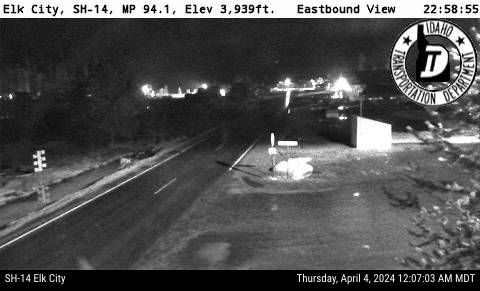 Elk City, SH-14, MP 94.1, Elev 3,939ft. Eastbound View 22:58:55
IDAHO
TRANSPORTATION DEPARTMENT
SH-14 Elk City Thursday, April 4, 2024 12:07:03 AM MDT